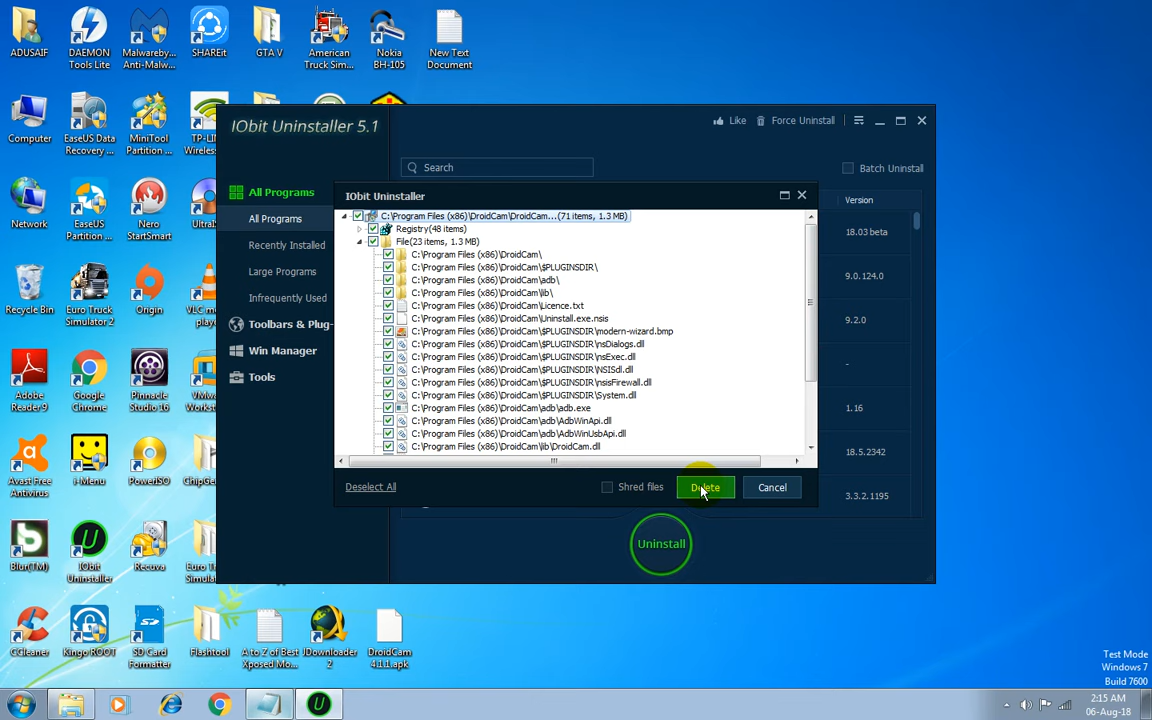 ADUSAIF
DAEMON
Tools Lite
Malwareby...
Anti-Malw...
SHAREit
GTA V
American
Truck Sim...
Nokia
BH-105
New Text
Document
Computer
EaseUS Data
Recovery ...
MiniTool
Partition ...
TP-LIN
Wireless
Network
EaseUS
Partition ...
Nero
StartSmart
UltraIS
Recycle Bin
Euro Truck
Simulator 2
Origin
VLC m
playe
Adobe
Reader 9
Google
Chrome
Pinnacle
Studio 16
VMw
Workst
Avast Free
Antivirus
i-Menu
PowerISO
ChipGe
Blur(TM)
IObit
Uninstaller
Recuva
Euro T
Simula
CCleaner
Kingo ROOT
SD Card
Formatter
Flashtool
A to Z of Best
Xposed Mo...
JDownloader
2
DroidCam
4.1.1.apk
IObit Uninstaller 5.1
Like
Force Uninstall
Search
Batch Uninstall
All Programs
All Programs
Recently Installed
Large Programs
Infrequently Used
Toolbars & Plug-
Win Manager
Tools
Version
18.03 beta
9.0.124.0
9.2.0
-
1.16
18.5.2342
3.3.2.1195
Uninstall
IObit Uninstaller
C:\Program Files (x86)\DroidCam\DroidCam...(71 items, 1.3 MB)
Registry(48 items)
File(23 items, 1.3 MB)
C:\Program Files (x86)\DroidCam\
C:\Program Files (x86)\DroidCam\$PLUGINSDIR\
C:\Program Files (x86)\DroidCam\adb\
C:\Program Files (x86)\DroidCam\lib\
C:\Program Files (x86)\DroidCam\Licence.txt
C:\Program Files (x86)\DroidCam\Uninstall.exe.nsis
C:\Program Files (x86)\DroidCam\$PLUGINSDIR\modern-wizard.bmp
C:\Program Files (x86)\DroidCam\$PLUGINSDIR\nsDialogs.dll
C:\Program Files (x86)\DroidCam\$PLUGINSDIR\nsExec.dll
C:\Program Files (x86)\DroidCam\$PLUGINSDIR\NSISdl.dll
C:\Program Files (x86)\DroidCam\$PLUGINSDIR\nsisFirewall.dll
C:\Program Files (x86)\DroidCam\$PLUGINSDIR\System.dll
C:\Program Files (x86)\DroidCam\adb\adb.exe
C:\Program Files (x86)\DroidCam\adb\AdbWinApi.dll
C:\Program Files (x86)\DroidCam\adb\AdbWinUsbApi.dll
C:\Program Files (x86)\DroidCam\lib\DroidCam.dll
Deselect All
Shred files
Delete
Cancel
Test Mode
Windows 7
Build 7600
2:15 AM
06-Aug-18